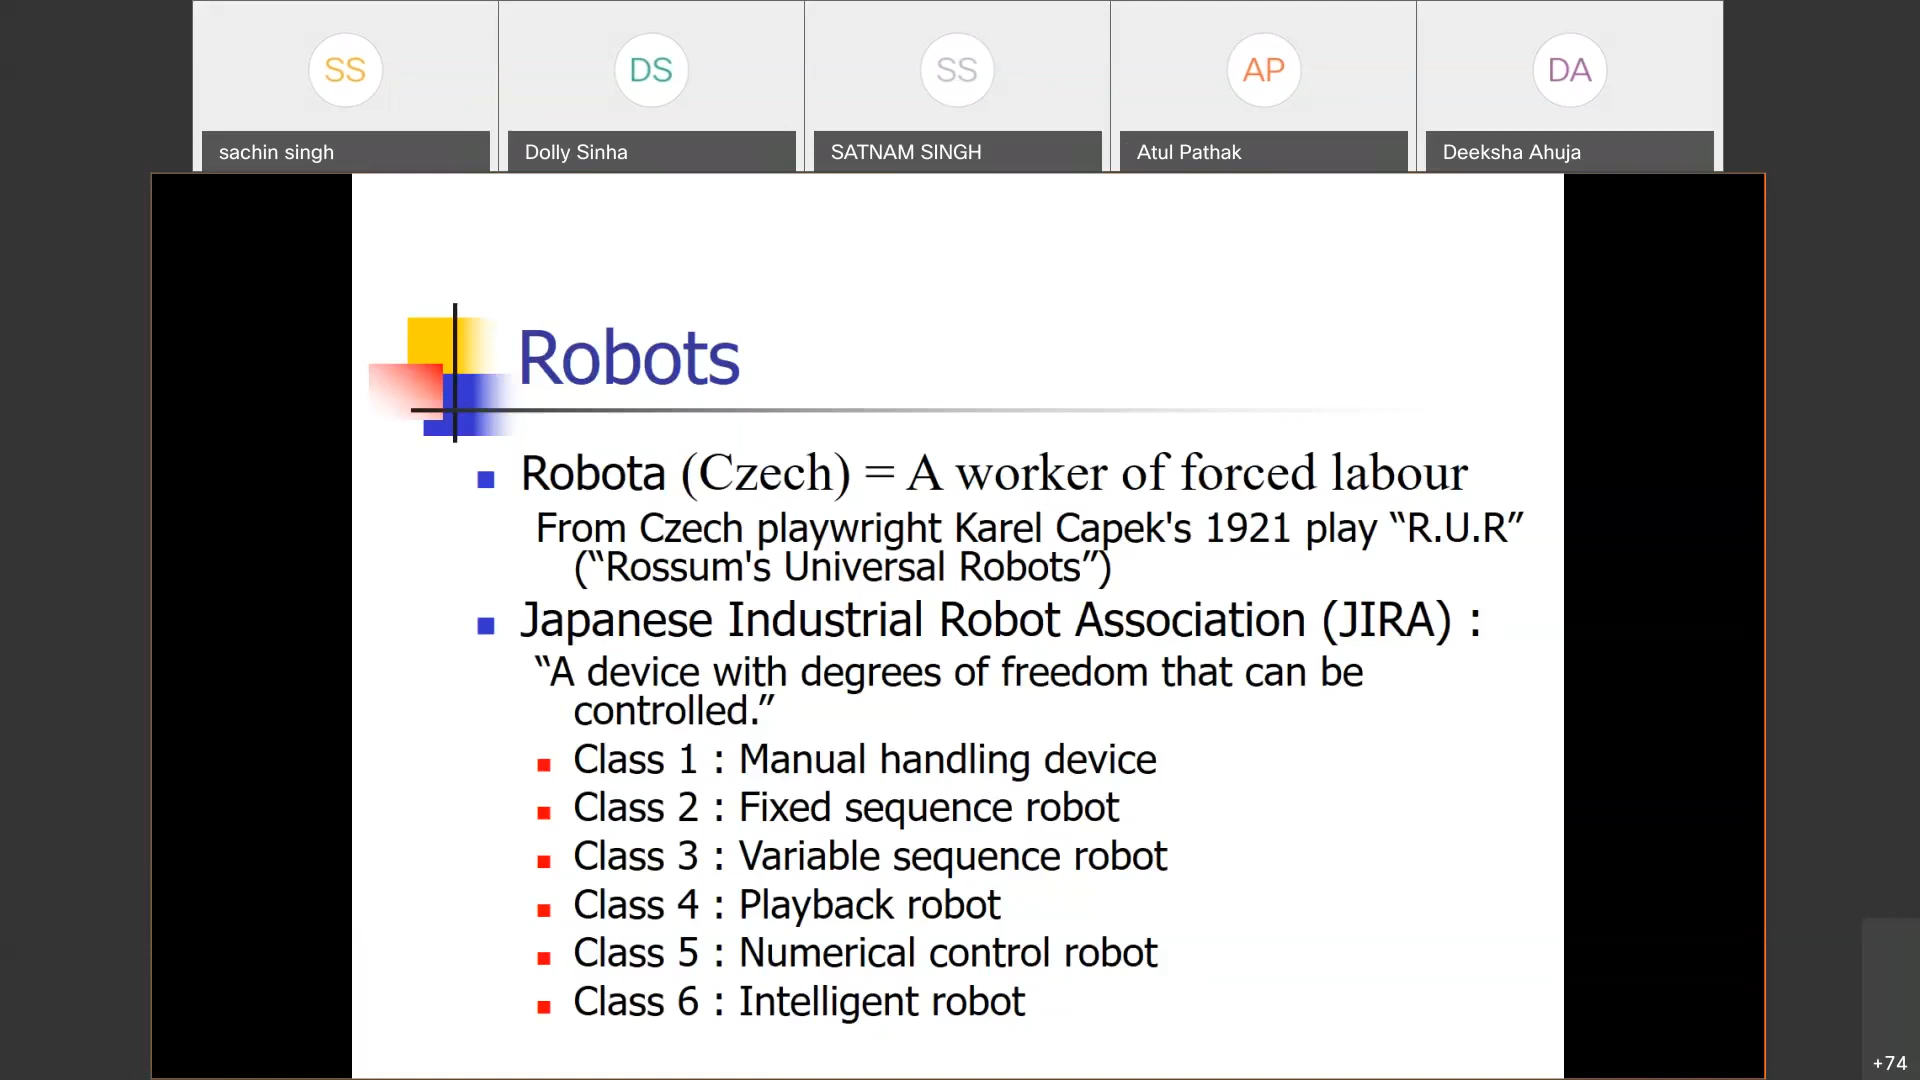 SS DS SS AP DA
sachin singh Dolly Sinha SATNAM SINGH Atul Pathak Deeksha Ahuja
Robots
Robota (Czech) = A worker of forced labour
From Czech playwright Karel Capek's 1921 play “R.U.R”
(“Rossum's Universal Robots”)
Japanese Industrial Robot Association (JIRA) :
“A device with degrees of freedom that can be
controlled.”
Class 1 : Manual handling device
Class 2 : Fixed sequence robot
Class 3 : Variable sequence robot
Class 4 : Playback robot
Class 5 : Numerical control robot
Class 6 : Intelligent robot
+74